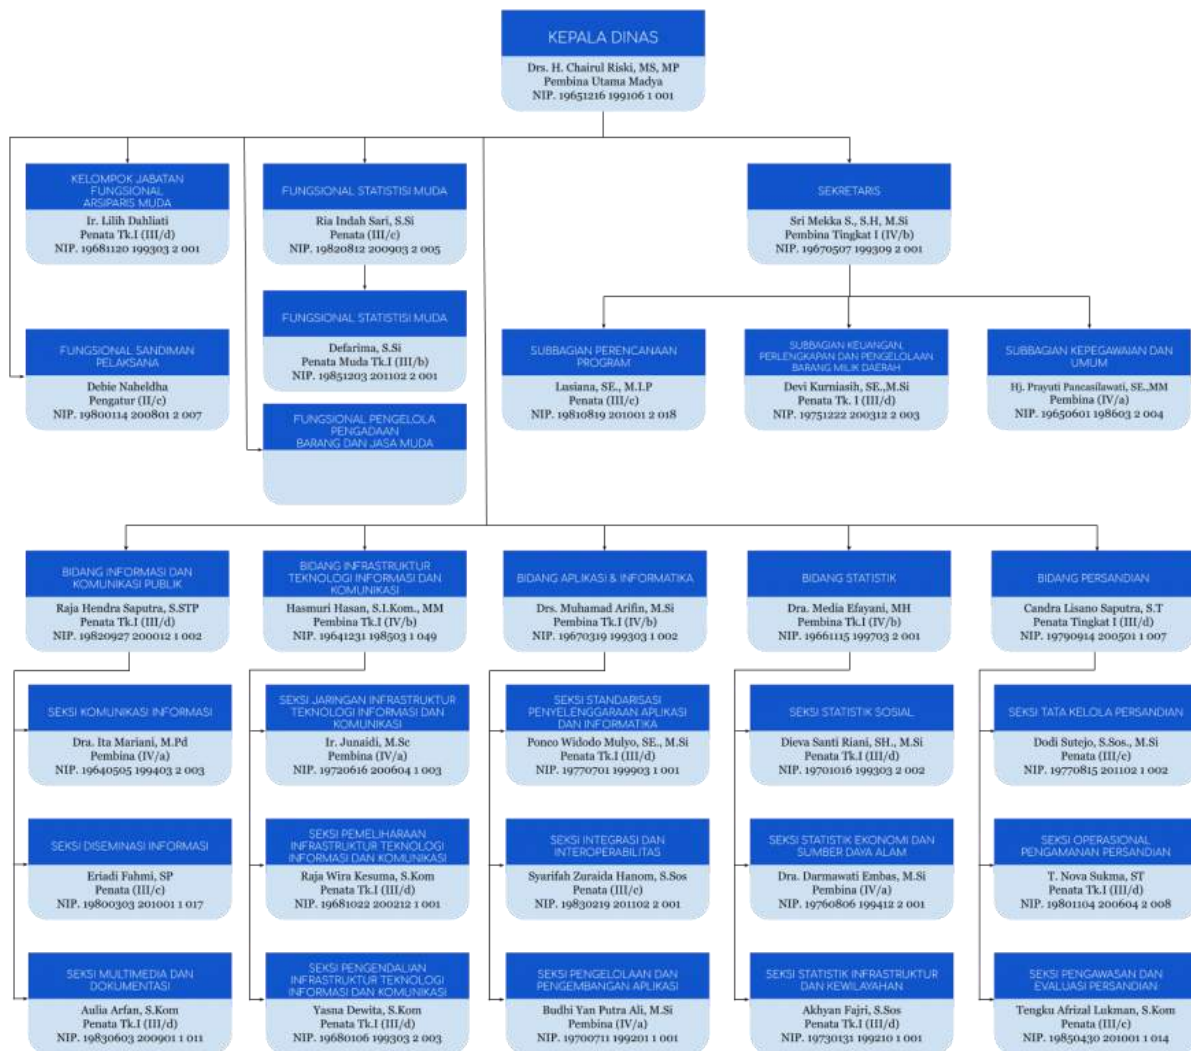 KEPALA DINAS
Drs. H. Chairul Riski, MS, MP
Pembina Utama Madya
NIP. 19651216 199106 1 001
KELOMPOK JABATAN
FUNGSIONAL
ARSIPARIS MUDA
Ir. Lilih Dahliati
Penata Tk.I (III/d)
NIP. 19681120 199303 2 001
FUNGSIONAL STATISTISI MUDA
Ria Indah Sari, S.Si
Penata (III/c)
NIP. 19820812 200903 2 005
SEKRETARIS
Sri Mekka S., S.H, M.Si
Pembina Tingkat I (IV/b)
NIP. 19670507 199309 2 001
FUNGSIONAL STATISTISI MUDA
Defarima, S.Si
Penata Muda Tk.I (III/b)
NIP. 19851203 201102 2 001
FUNGSIONAL SANDIMAN
PELAKSANA
Debie Naheldha
Pengatur (II/c)
NIP. 19800114 200801 2 007
FUNGSIONAL PENGELOLA
PENGADAAN
BARANG DAN JASA MUDA
SUBBAGIAN PERENCANAAN
PROGRAM
Lusiana, SE., M.I.P
Penata (III/c)
NIP. 19810819 201001 2 018
SUBBAGIAN KEUANGAN,
PERLENGKAPAN DAN PENGELOLAAN
BARANG MILIK DAERAH
Devi Kurniasih, SE.,M.Si
Penata Tk. I (III/d)
NIP. 19751222 200312 2 003
SUBBAGIAN KEPEGAWAIAN DAN
UMUM
Hj. Prayuti Pancasilawati, SE.,MM
Pembina (IV/a)
NIP. 19650601 198603 2 004
BIDANG INFORMASI DAN
KOMUNIKASI PUBLIK
Raja Hendra Saputra, S.STP
Penata Tk.I (III/d)
NIP. 19820927 200012 1 002
BIDANG INFRASTRUKTUR
TEKNOLOGI INFORMASI DAN
KOMUNIKASI
Hasmuri Hasan, S.I.Kom., MM
Pembina Tk.I (IV/b)
NIP. 19641231 198503 1 049
BIDANG APLIKASI & INFORMATIKA
Drs. Muhamad Arifin, M.Si
Pembina Tk.I (IV/b)
NIP. 19670319 199303 1 002
BIDANG STATISTIK
Dra. Media Efayani, MH
Pembina Tk.I (IV/b)
NIP. 19661115 199703 2 001
BIDANG PERSANDIAN
Candra Lisano Saputra, S.T
Penata Tingkat I (III/d)
NIP. 19790914 200501 1 007
SEKSI KOMUNIKASI INFORMASI
Dra. Ita Mariani, M.Pd
Pembina (IV/a)
NIP. 19640505 199403 2 003
SEKSI JARINGAN INFRASTRUKTUR
TEKNOLOGI INFORMASI DAN
KOMUNIKASI
Ir. Junaidi, M.Sc
Pembina (IV/a)
NIP. 19720616 200604 1 003
SEKSI STANDARISASI
PENYELENGGARAAN APLIKASI
DAN INFORMATIKA
Ponco Widodo Mulyo, SE., M.Si
Penata Tk.I (III/d)
NIP. 19770701 199903 1 001
SEKSI STATISTIK SOSIAL
Dieva Santi Riani, SH., M.Si
Penata Tk.I (III/d)
NIP. 19701016 199303 2 002
SEKSI TATA KELOLA PERSANDIAN
Dodi Sutejo, S.Sos., M.Si
Penata (III/c)
NIP. 19770815 201102 1 002
SEKSI DISEMINASI INFORMASI
Eriadi Fahmi, SP
Penata (III/c)
NIP. 19800303 201001 1 017
SEKSI PEMELIHARAAN
INFRASTRUKTUR TEKNOLOGI
INFORMASI DAN KOMUNIKASI
Raja Wira Kesuma, S.Kom
Penata Tk.I (III/d)
NIP. 19681022 200212 1 001
SEKSI INTEGRASI DAN
INTEROPERABILITAS
Syarifah Zuraida Hanom, S.Sos
Penata (III/c)
NIP. 19830219 201102 2 001
SEKSI STATISTIK EKONOMI DAN
SUMBER DAYA ALAM
Dra. Darmawati Embas, M.Si
Pembina (IV/a)
NIP. 19760806 199412 2 001
SEKSI OPERASIONAL
PENGAMANAN PERSANDIAN
T. Nova Sukma, ST
Penata Tk.I (III/d)
NIP. 19801104 200604 2 008
SEKSI MULTIMEDIA DAN
DOKUMENTASI
Aulia Arfan, S.Kom
Penata Tk.I (III/d)
NIP. 19830603 200901 1 011
SEKSI PENGENDALIAN
INFRASTRUKTUR TEKNOLOGI
INFORMASI DAN KOMUNIKASI
Yasna Dewita, S.Kom
Penata Tk.I (III/d)
NIP. 19680106 199303 2 003
SEKSI PENGELOLAAN DAN
PENGEMBANGAN APLIKASI
Budhi Yan Putra Ali, M.Si
Pembina (IV/a)
NIP. 19700711 199201 1 001
SEKSI STATISTIK INFRASTRUKTUR
DAN KEWILAYAHAN
Akhyan Fajri, S.Sos
Penata Tk.I (III/d)
NIP. 19730131 199210 1 001
SEKSI PENGAWASAN DAN
EVALUASI PERSANDIAN
Tengku Afrizal Lukman, S.Kom
Penata (III/c)
NIP. 19850430 201001 1 014